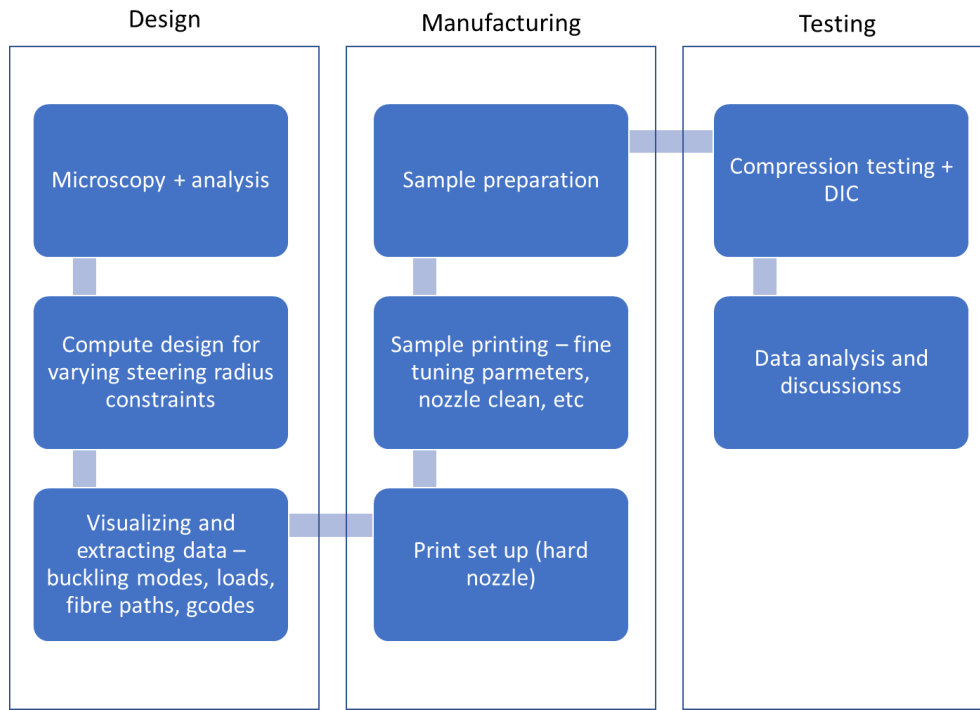 Design
Microscopy + analysis
Compute design for
varying steering radius
constraints
Visualizing and
extracting data –
buckling modes, loads,
fibre paths, gcodes
Manufacturing
Sample preparation
Sample printing – fine
tuning parmeters,
nozzle clean, etc
Print set up (hard
nozzle)
Testing
Compression testing +
DIC
Data analysis and
discussionss